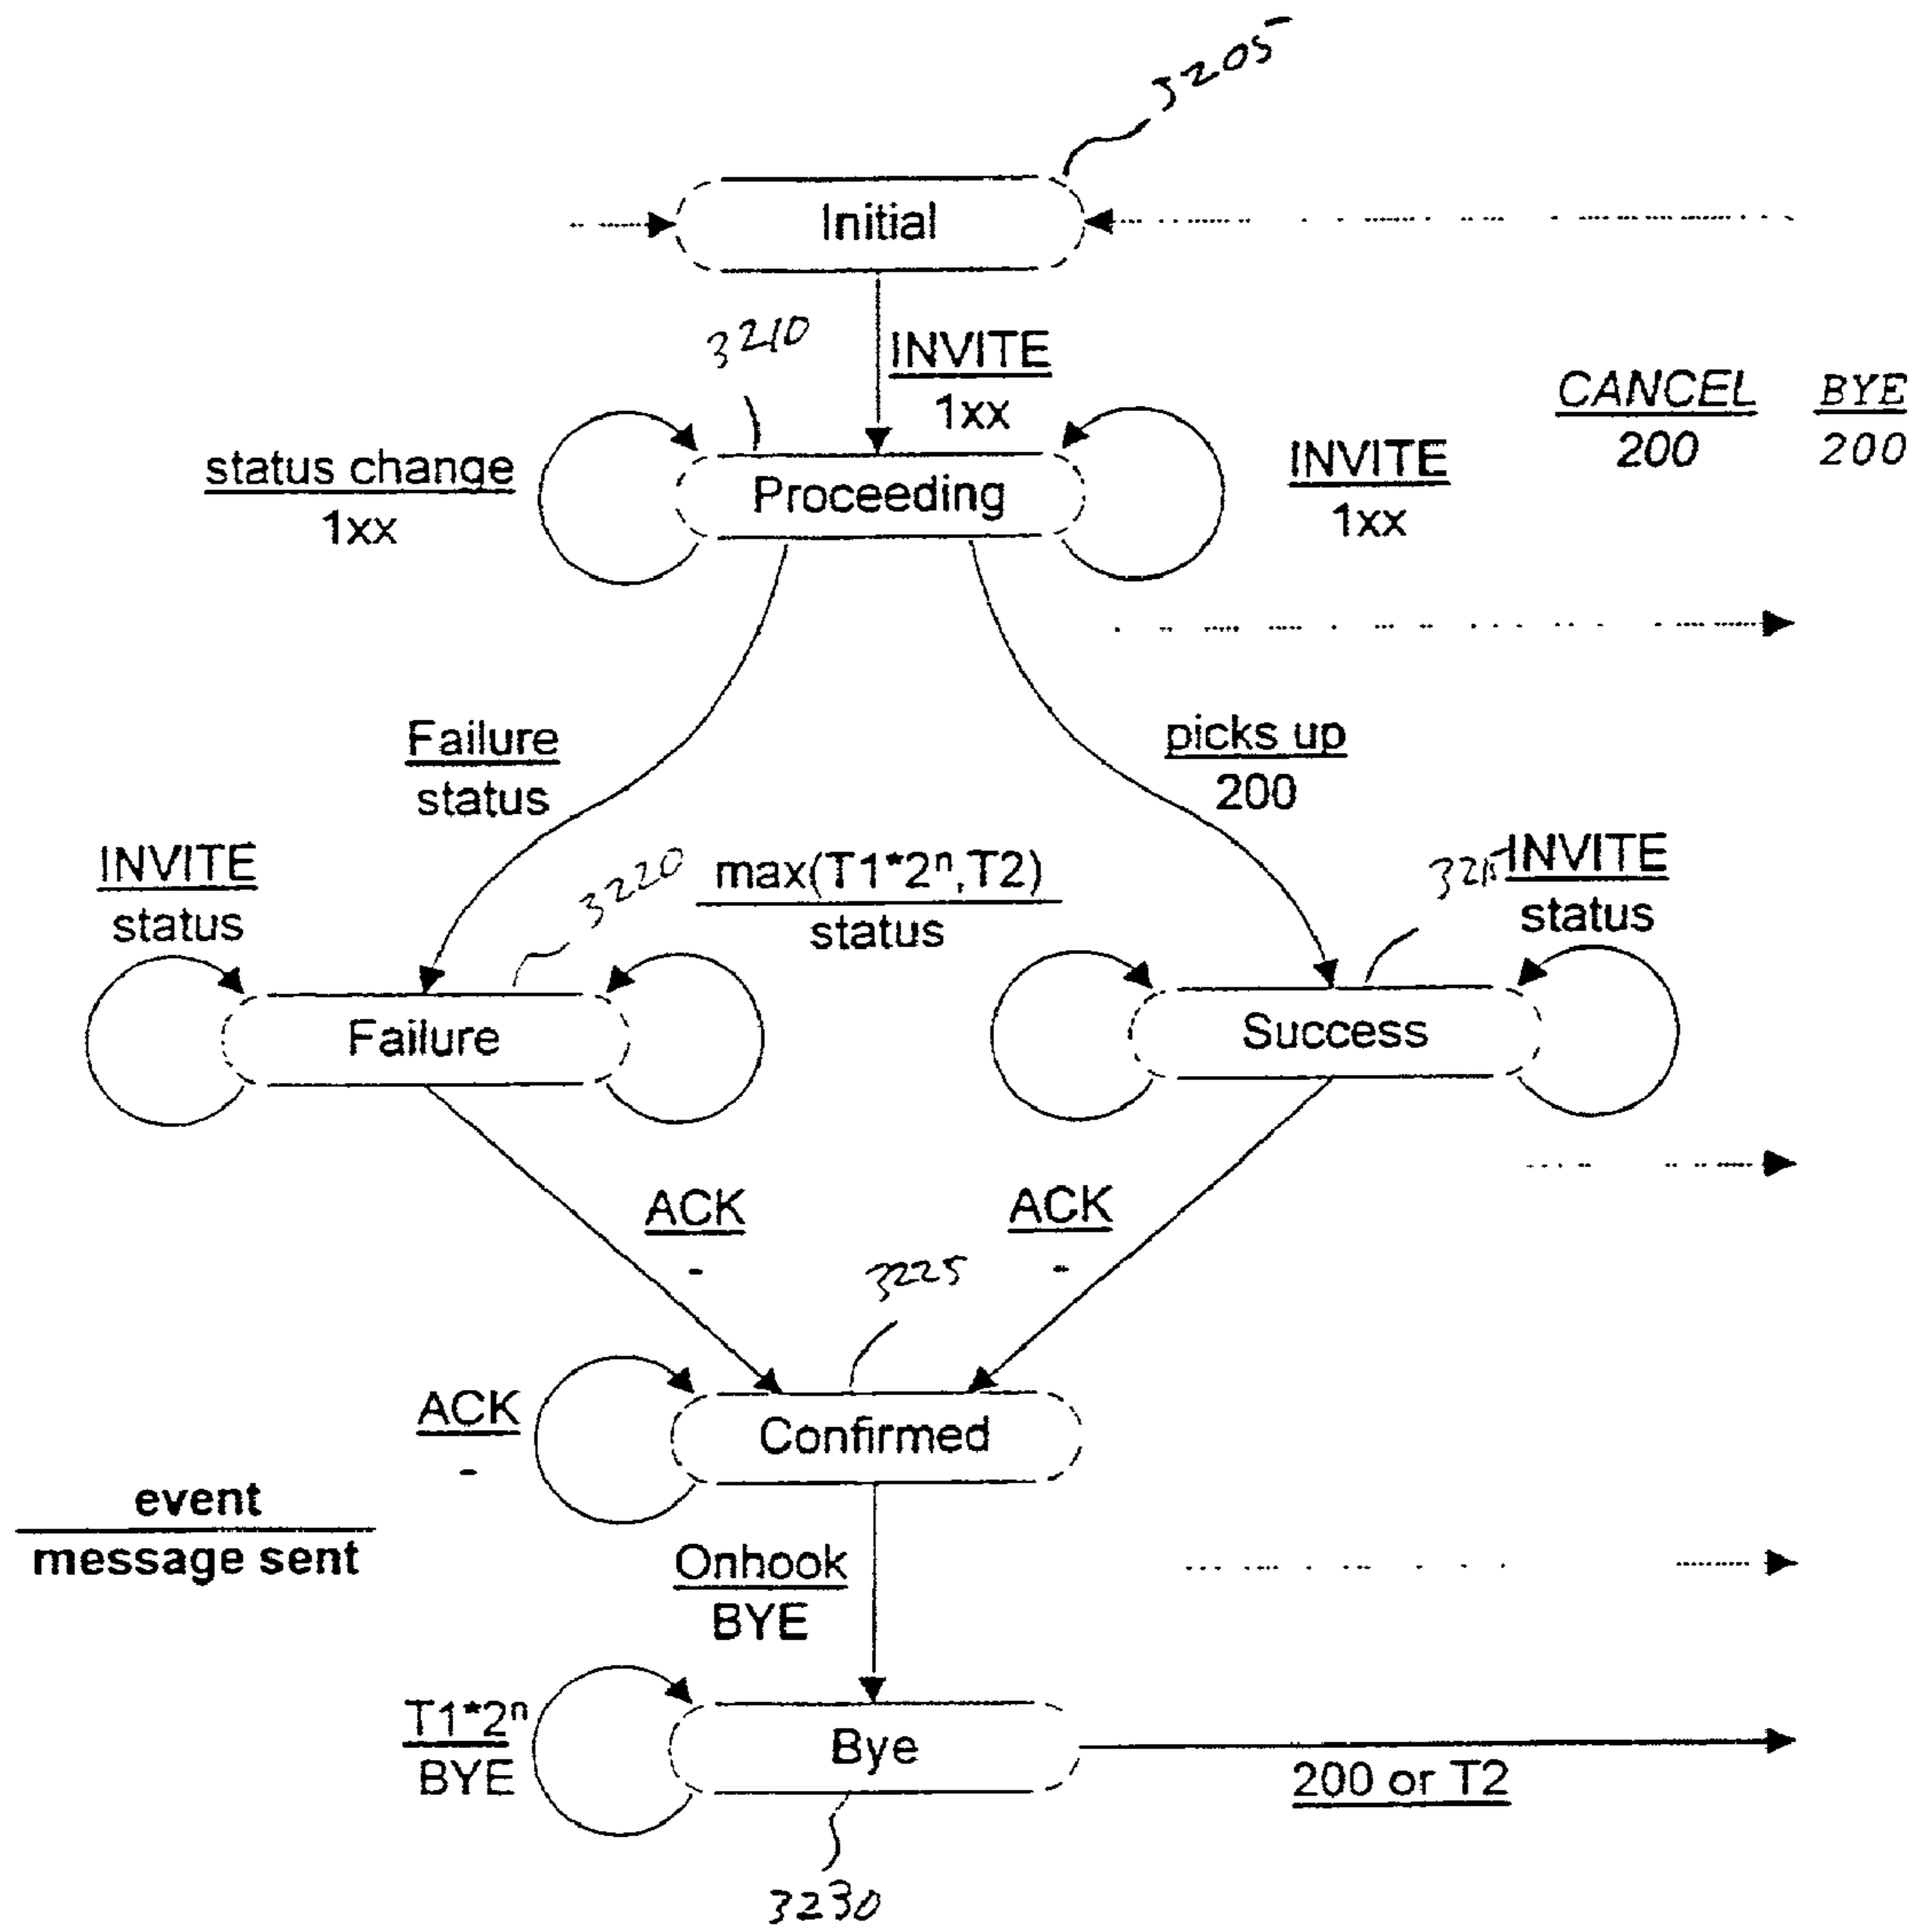 3205
Initial
3210
INVITE
1xx
CANCEL
200
BYE
200
status change
1xx
Proceeding
INVITE
1xx
Failure
status
picks up
200
INVITE
status
3220
max(T1*2ⁿ,T2)
status
INVITE
status
Failure
Success
ACK
-
ACK
-
3225
ACK
-
Confirmed
event
message sent
Onhook
BYE
T1*2ⁿ
BYE
Bye
200 or T2
3230